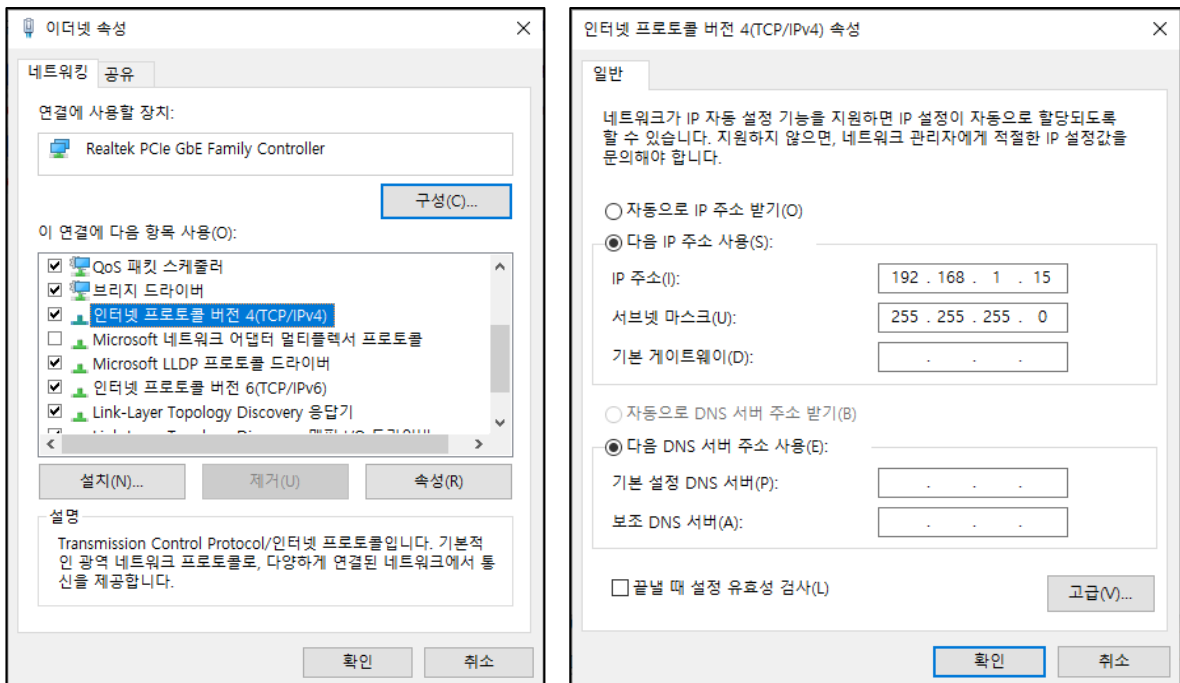 이더넷 속성
네트워킹
공유
연결에 사용할 장치:
Realtek PCIe GbE Family Controller
구성(C)...
이 연결에 다음 항목 사용(O):
QoS 패킷 스케줄러
브리지 드라이버
인터넷 프로토콜 버전 4(TCP/IPv4)
Microsoft 네트워크 어댑터 멀티플렉서 프로토콜
Microsoft LLDP 프로토콜 드라이버
인터넷 프로토콜 버전 6(TCP/IPv6)
Link-Layer Topology Discovery 응답기
설치(N)...
제거(U)
속성(R)
설명
Transmission Control Protocol/인터넷 프로토콜입니다. 기본적
인 광역 네트워크 프로토콜로, 다양하게 연결된 네트워크에서 통
신을 제공합니다.
확인
취소
인터넷 프로토콜 버전 4(TCP/IPv4) 속성
일반
네트워크가 IP 자동 설정 기능을 지원하면 IP 설정이 자동으로 할당되도록
할 수 있습니다. 지원하지 않으면, 네트워크 관리자에게 적절한 IP 설정값을
문의해야 합니다.
자동으로 IP 주소 받기(O)
다음 IP 주소 사용(S):
IP 주소(I): 192 . 168 . 1 . 15
서브넷 마스크(U): 255 . 255 . 255 . 0
기본 게이트웨이(D): . . .
자동으로 DNS 서버 주소 받기(B)
다음 DNS 서버 주소 사용(E):
기본 설정 DNS 서버(P): . . .
보조 DNS 서버(A): . . .
끝낼 때 설정 유효성 검사(L)
고급(V)...
확인
취소